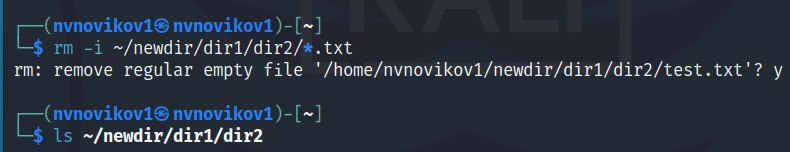 ┌──(nvnovikov1㉿nvnovikov1)-[~]
└─$ rm -i ~/newdir/dir1/dir2/*.txt
rm: remove regular empty file '/home/nvnovikov1/newdir/dir1/dir2/test.txt'? y
┌──(nvnovikov1㉿nvnovikov1)-[~]
└─$ ls ~/newdir/dir1/dir2